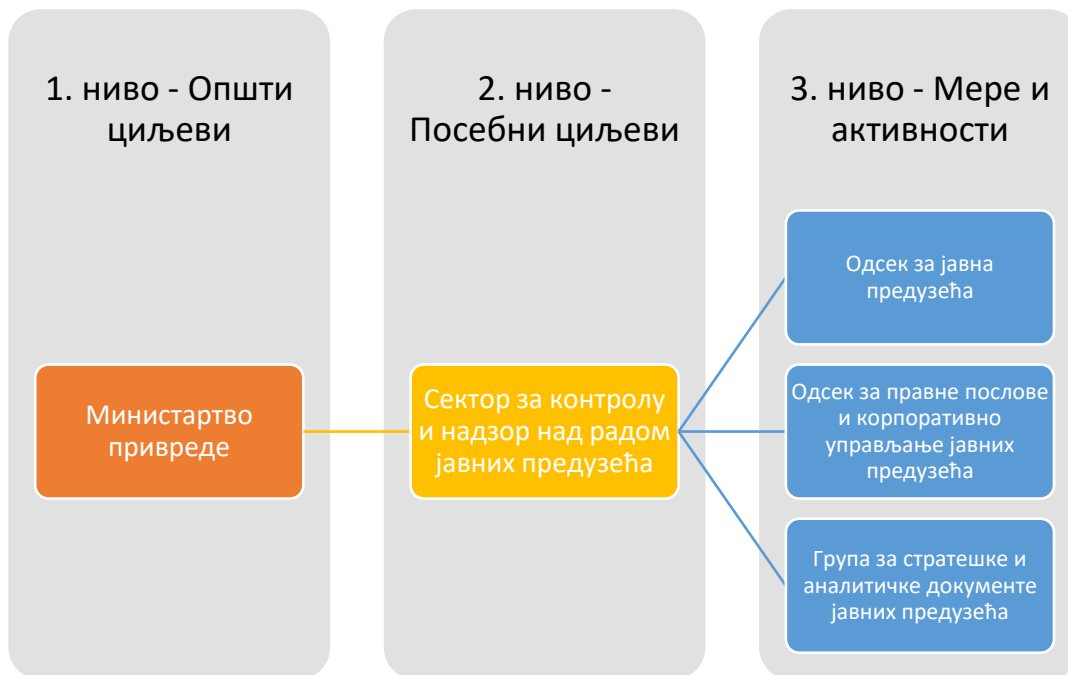 1. ниво - Општи
циљеви
2. ниво -
Посебни циљеви
3. ниво - Мере и
активности
Министартво
привреде
Сектор за контролу
и надзор над радом
јавних предузећа
Одсек за јавна
предузећа
Одсек за правне послове
и корпоративно
управљање јавних
предузећа
Група за стратешке и
аналитичке документе
јавних предузећа